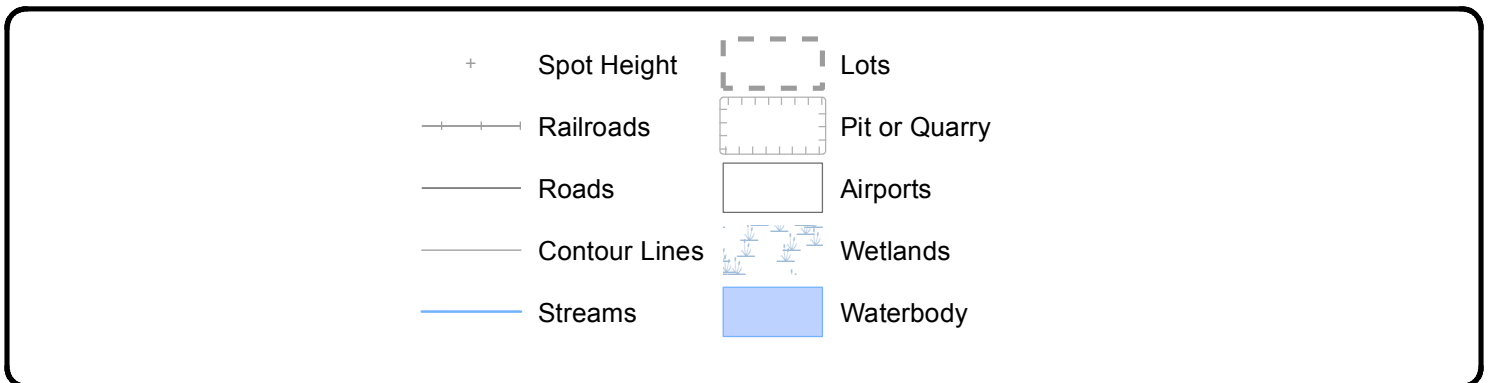 Spot Height
Railroads
Roads
Contour Lines
Streams
Lots
Pit or Quarry
Airports
Wetlands
Waterbody